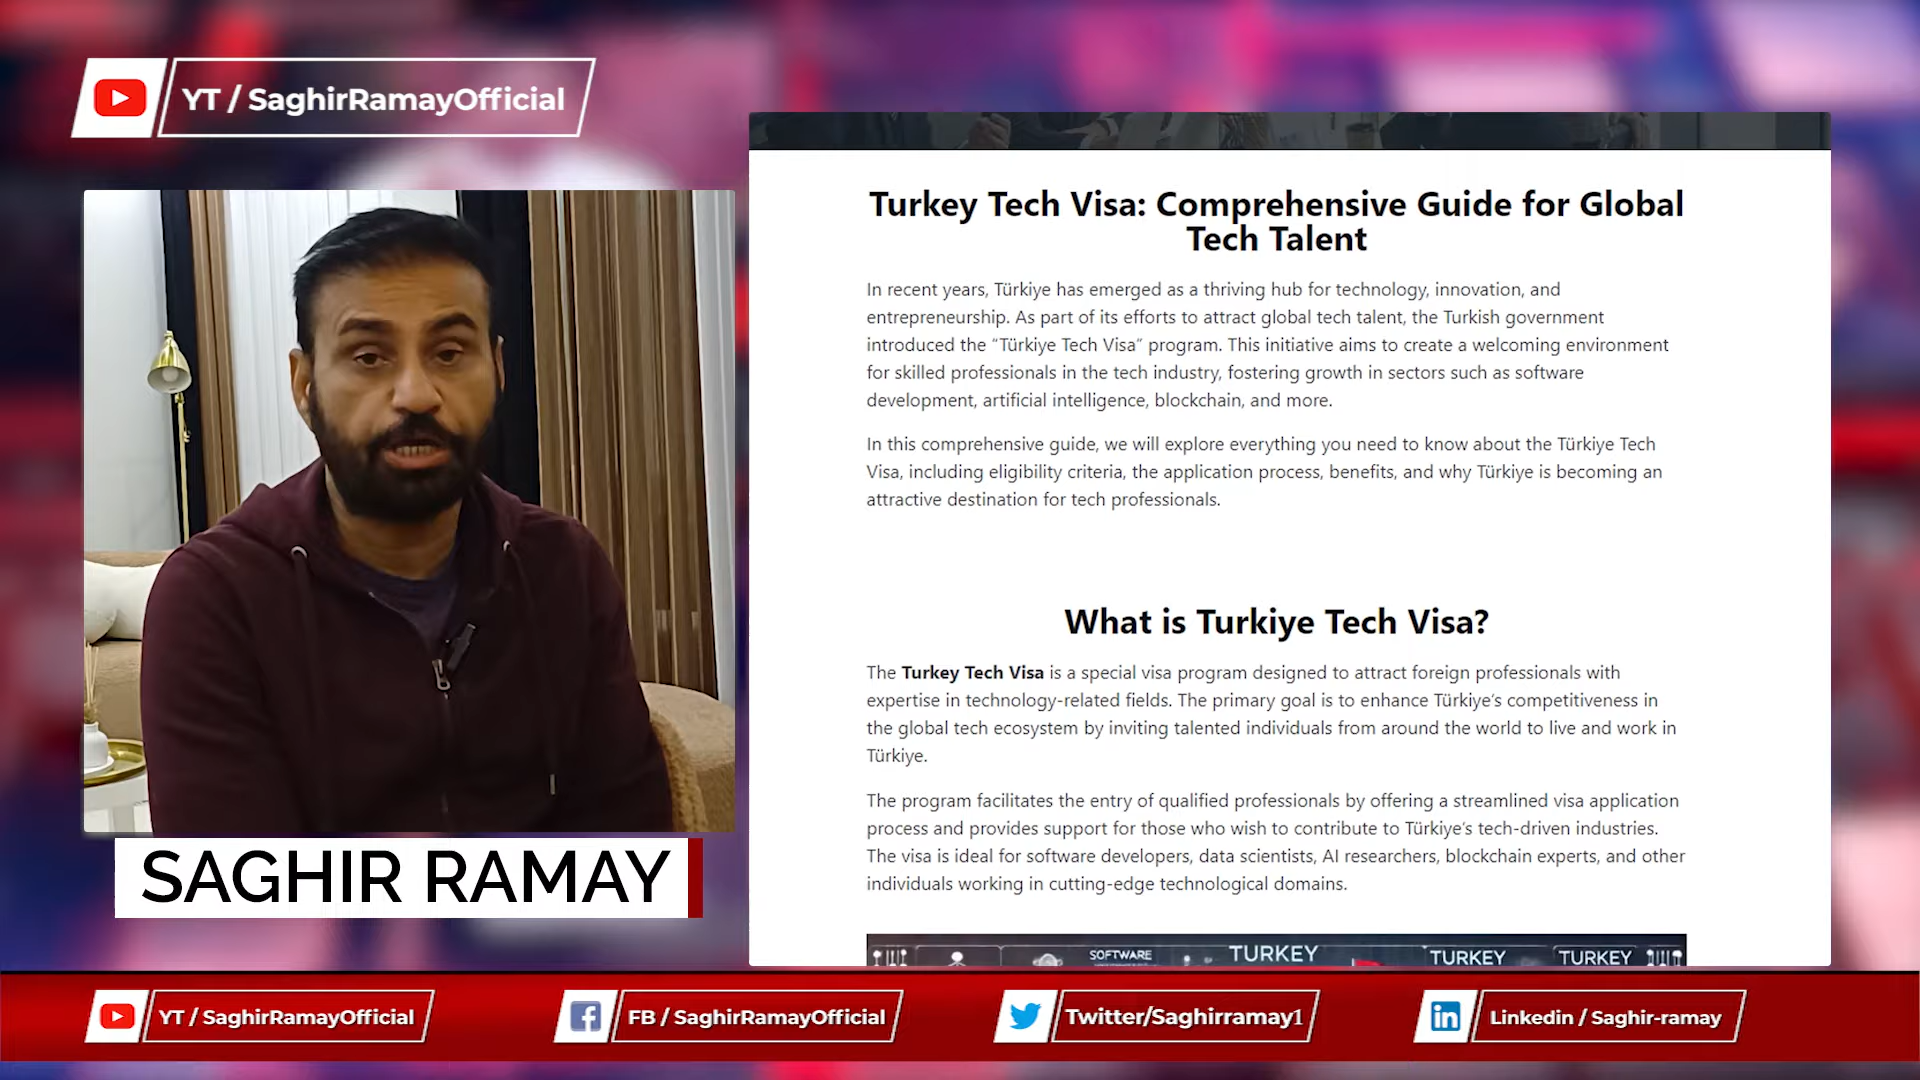 YT / SaghirRamayOfficial
Turkey Tech Visa: Comprehensive Guide for Global
Tech Talent
In recent years, Türkiye has emerged as a thriving hub for technology, innovation, and
entrepreneurship. As part of its efforts to attract global tech talent, the Turkish government
introduced the “Türkiye Tech Visa” program. This initiative aims to create a welcoming environment
for skilled professionals in the tech industry, fostering growth in sectors such as software
development, artificial intelligence, blockchain, and more.
In this comprehensive guide, we will explore everything you need to know about the Türkiye Tech
Visa, including eligibility criteria, the application process, benefits, and why Türkiye is becoming an
attractive destination for tech professionals.
What is Turkiye Tech Visa?
The Turkey Tech Visa is a special visa program designed to attract foreign professionals with
expertise in technology-related fields. The primary goal is to enhance Türkiye’s competitiveness in
the global tech ecosystem by inviting talented individuals from around the world to live and work in
Türkiye.
The program facilitates the entry of qualified professionals by offering a streamlined visa application
process and provides support for those who wish to contribute to Türkiye’s tech-driven industries.
The visa is ideal for software developers, data scientists, AI researchers, blockchain experts, and other
individuals working in cutting-edge technological domains.
SOFTWARE
TURKEY
TURKEY
TURKEY
SAGHIR RAMAY
YT / SaghirRamayOfficial
FB / SaghirRamayOfficial
Twitter/Saghirramay1
Linkedin / Saghir-ramay